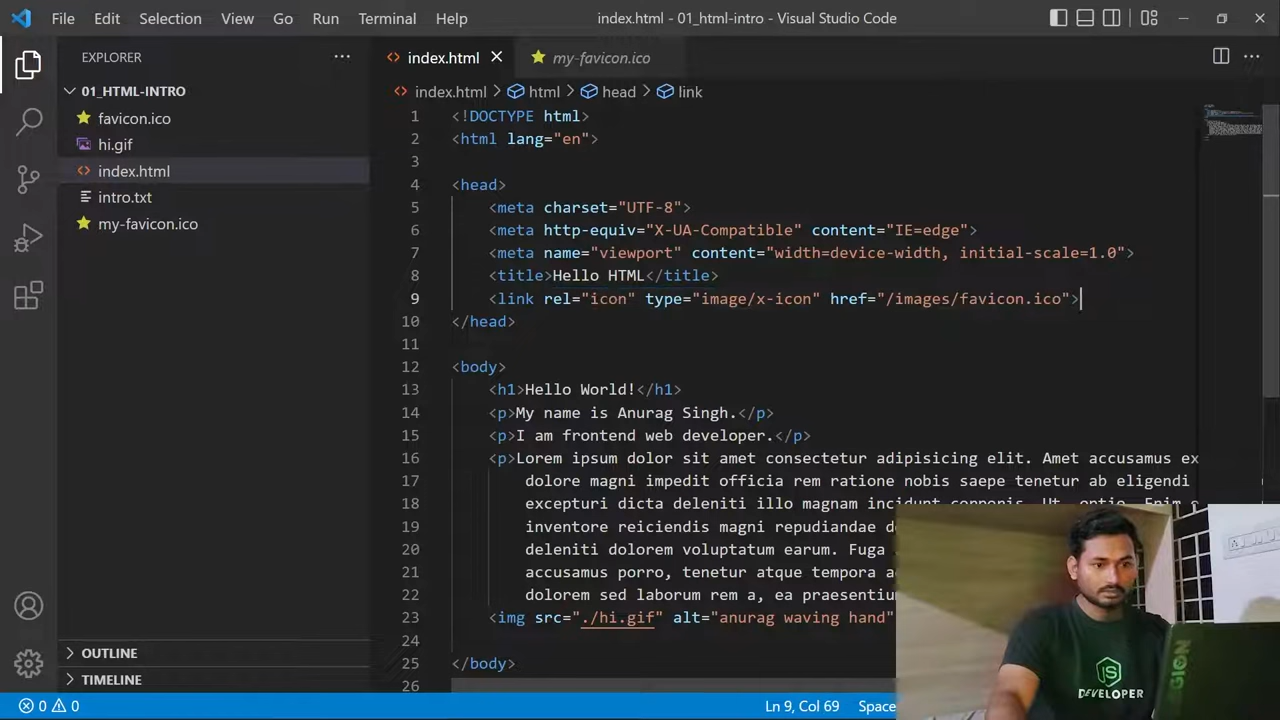 File Edit Selection View Go Run Terminal Help index.html - 01_html-intro - Visual Studio Code
EXPLORER
01_HTML-INTRO
favicon.ico
hi.gif
index.html
intro.txt
my-favicon.ico
OUTLINE
TIMELINE
index.html my-favicon.ico
index.html > html > head > link
1 <!DOCTYPE html>
2 <html lang="en">
3
4 <head>
5 <meta charset="UTF-8">
6 <meta http-equiv="X-UA-Compatible" content="IE=edge">
7 <meta name="viewport" content="width=device-width, initial-scale=1.0">
8 <title>Hello HTML</title>
9 <link rel="icon" type="image/x-icon" href="/images/favicon.ico">
10 </head>
11
12 <body>
13 <h1>Hello World!</h1>
14 <p>My name is Anurag Singh.</p>
15 <p>I am frontend web developer.</p>
16 <p>Lorem ipsum dolor sit amet consectetur adipisicing elit. Amet accusamus ex
17 dolore magni impedit officia rem ratione nobis saepe tenetur ab eligendi
18 excepturi dicta deleniti illo magnam incidunt corporis. Ut, optio. Enim
19 inventore reiciendis magni repudiandae d
20 deleniti dolorem voluptatum earum. Fuga
21 accusamus porro, tenetur atque tempora a
22 dolorem sed laborum rem a, ea praesentiu
23 <img src="./hi.gif" alt="anurag waving hand"
24
25 </body>
26
0 0 Ln 9, Col 69 Space
JS
DEVELOPER
GION